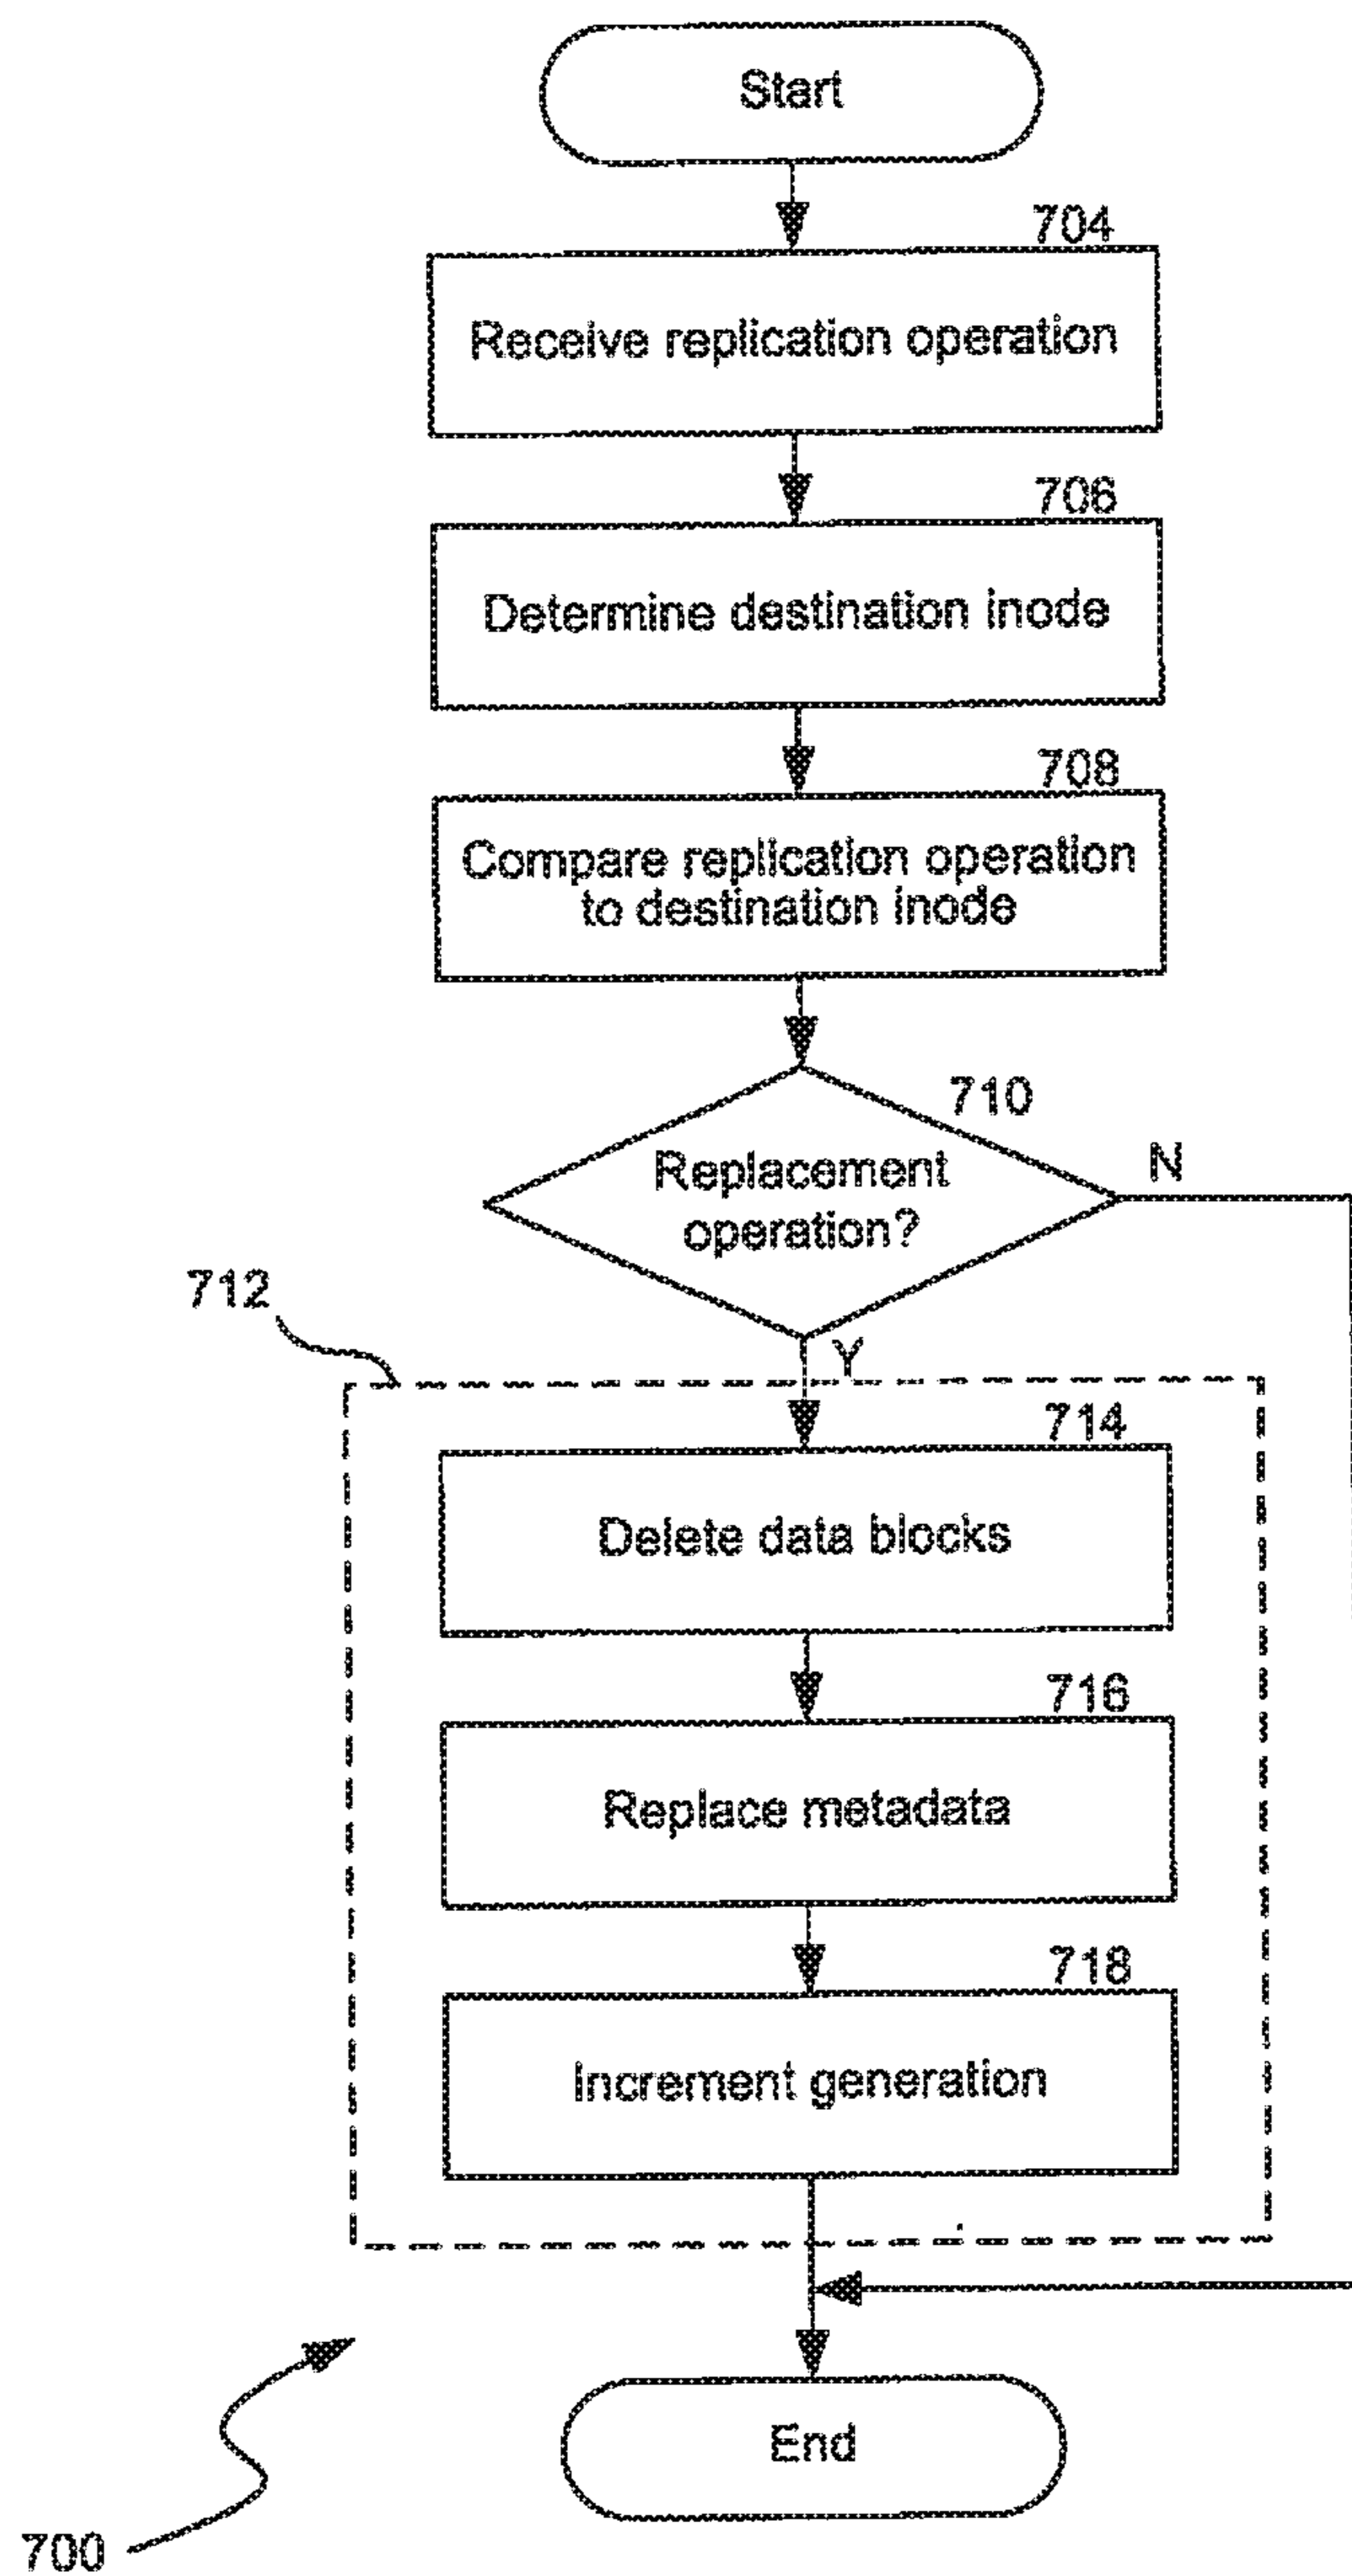 Start
704
Receive replication operation
706
Determine destination inode
708
Compare replication operation
to destination inode
710
Replacement
operation?
N
712
Y
714
Delete data blocks
716
Replace metadata
718
Increment generation
End
700